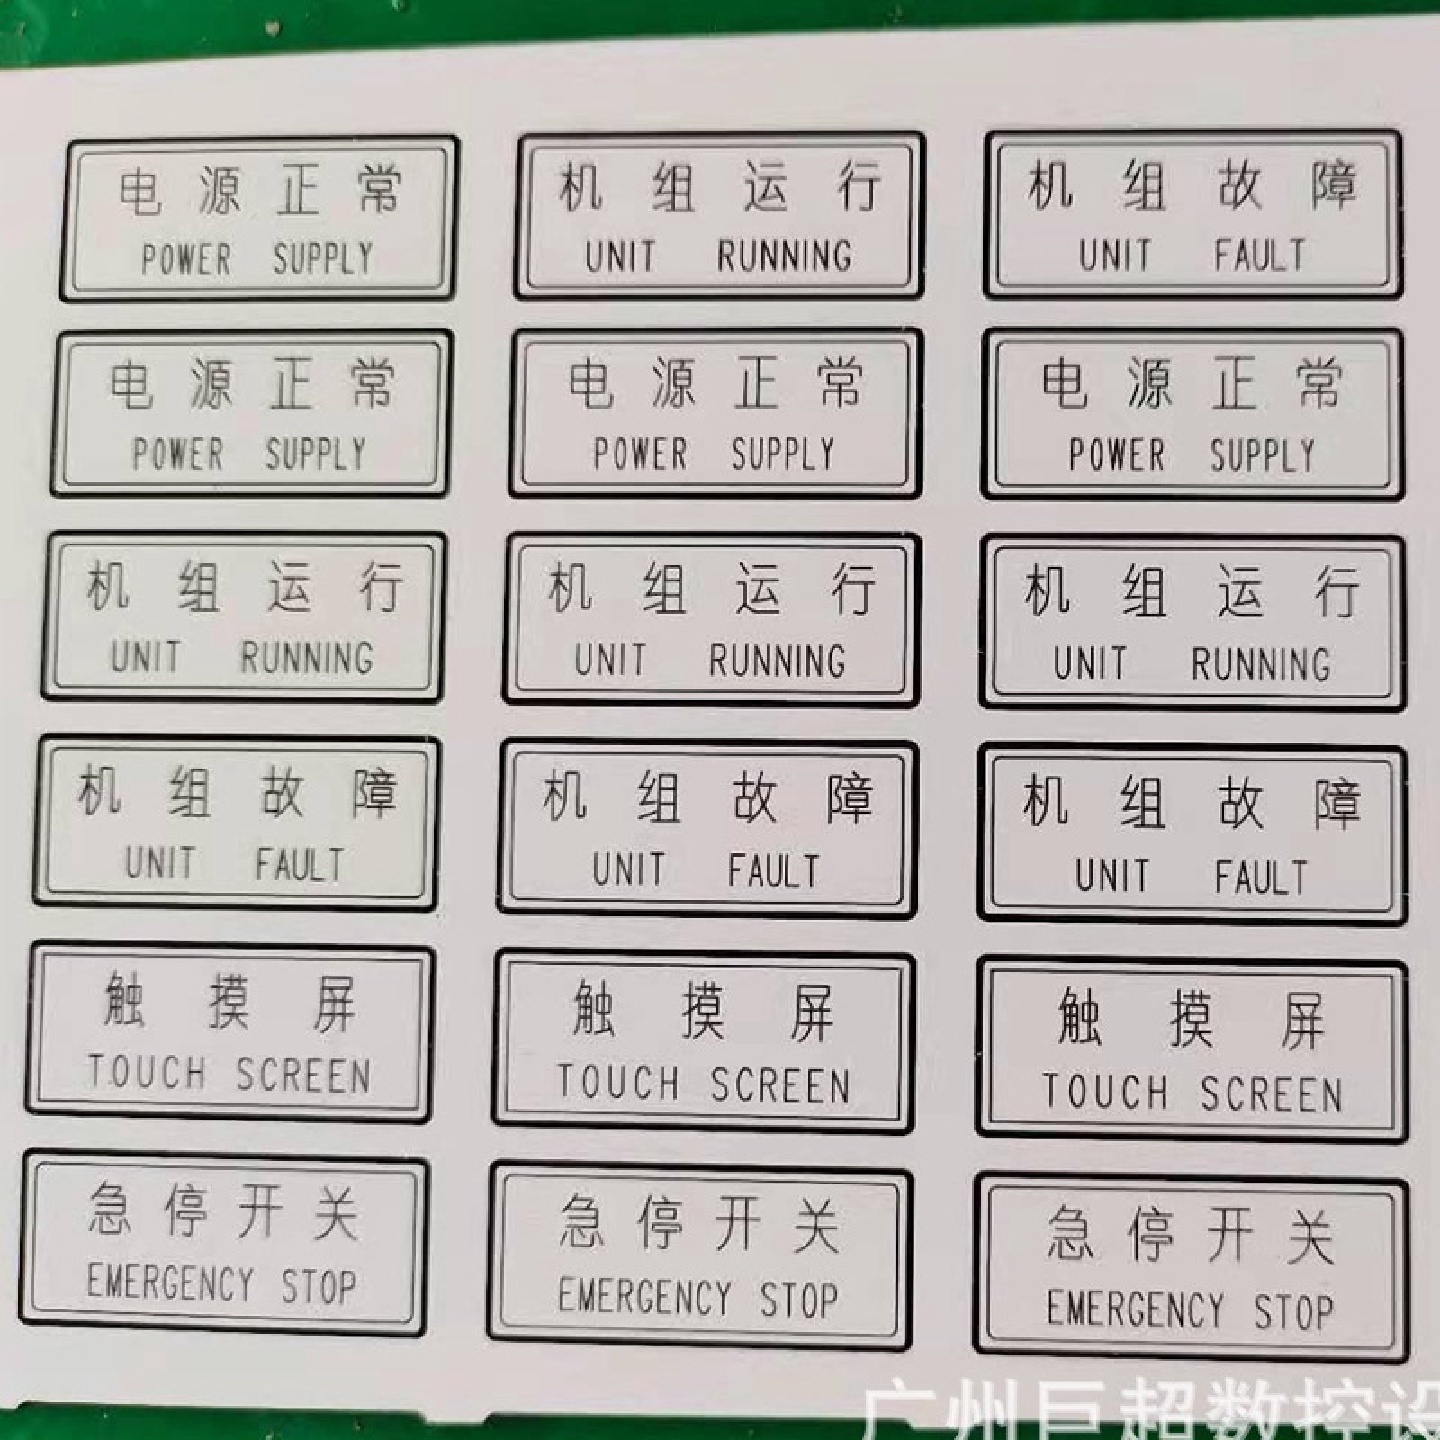 电源正常
POWER SUPPLY
机组运行
UNIT RUNNING
机组故障
UNIT FAULT
电源正常
POWER SUPPLY
电源正常
POWER SUPPLY
电源正常
POWER SUPPLY
机组运行
UNIT RUNNING
机组运行
UNIT RUNNING
机组运行
UNIT RUNNING
机组故障
UNIT FAULT
机组故障
UNIT FAULT
机组故障
UNIT FAULT
触摸屏
TOUCH SCREEN
触摸屏
TOUCH SCREEN
触摸屏
TOUCH SCREEN
急停开关
EMERGENCY STOP
急停开关
EMERGENCY STOP
急停开关
EMERGENCY STOP
广州巨超数控设